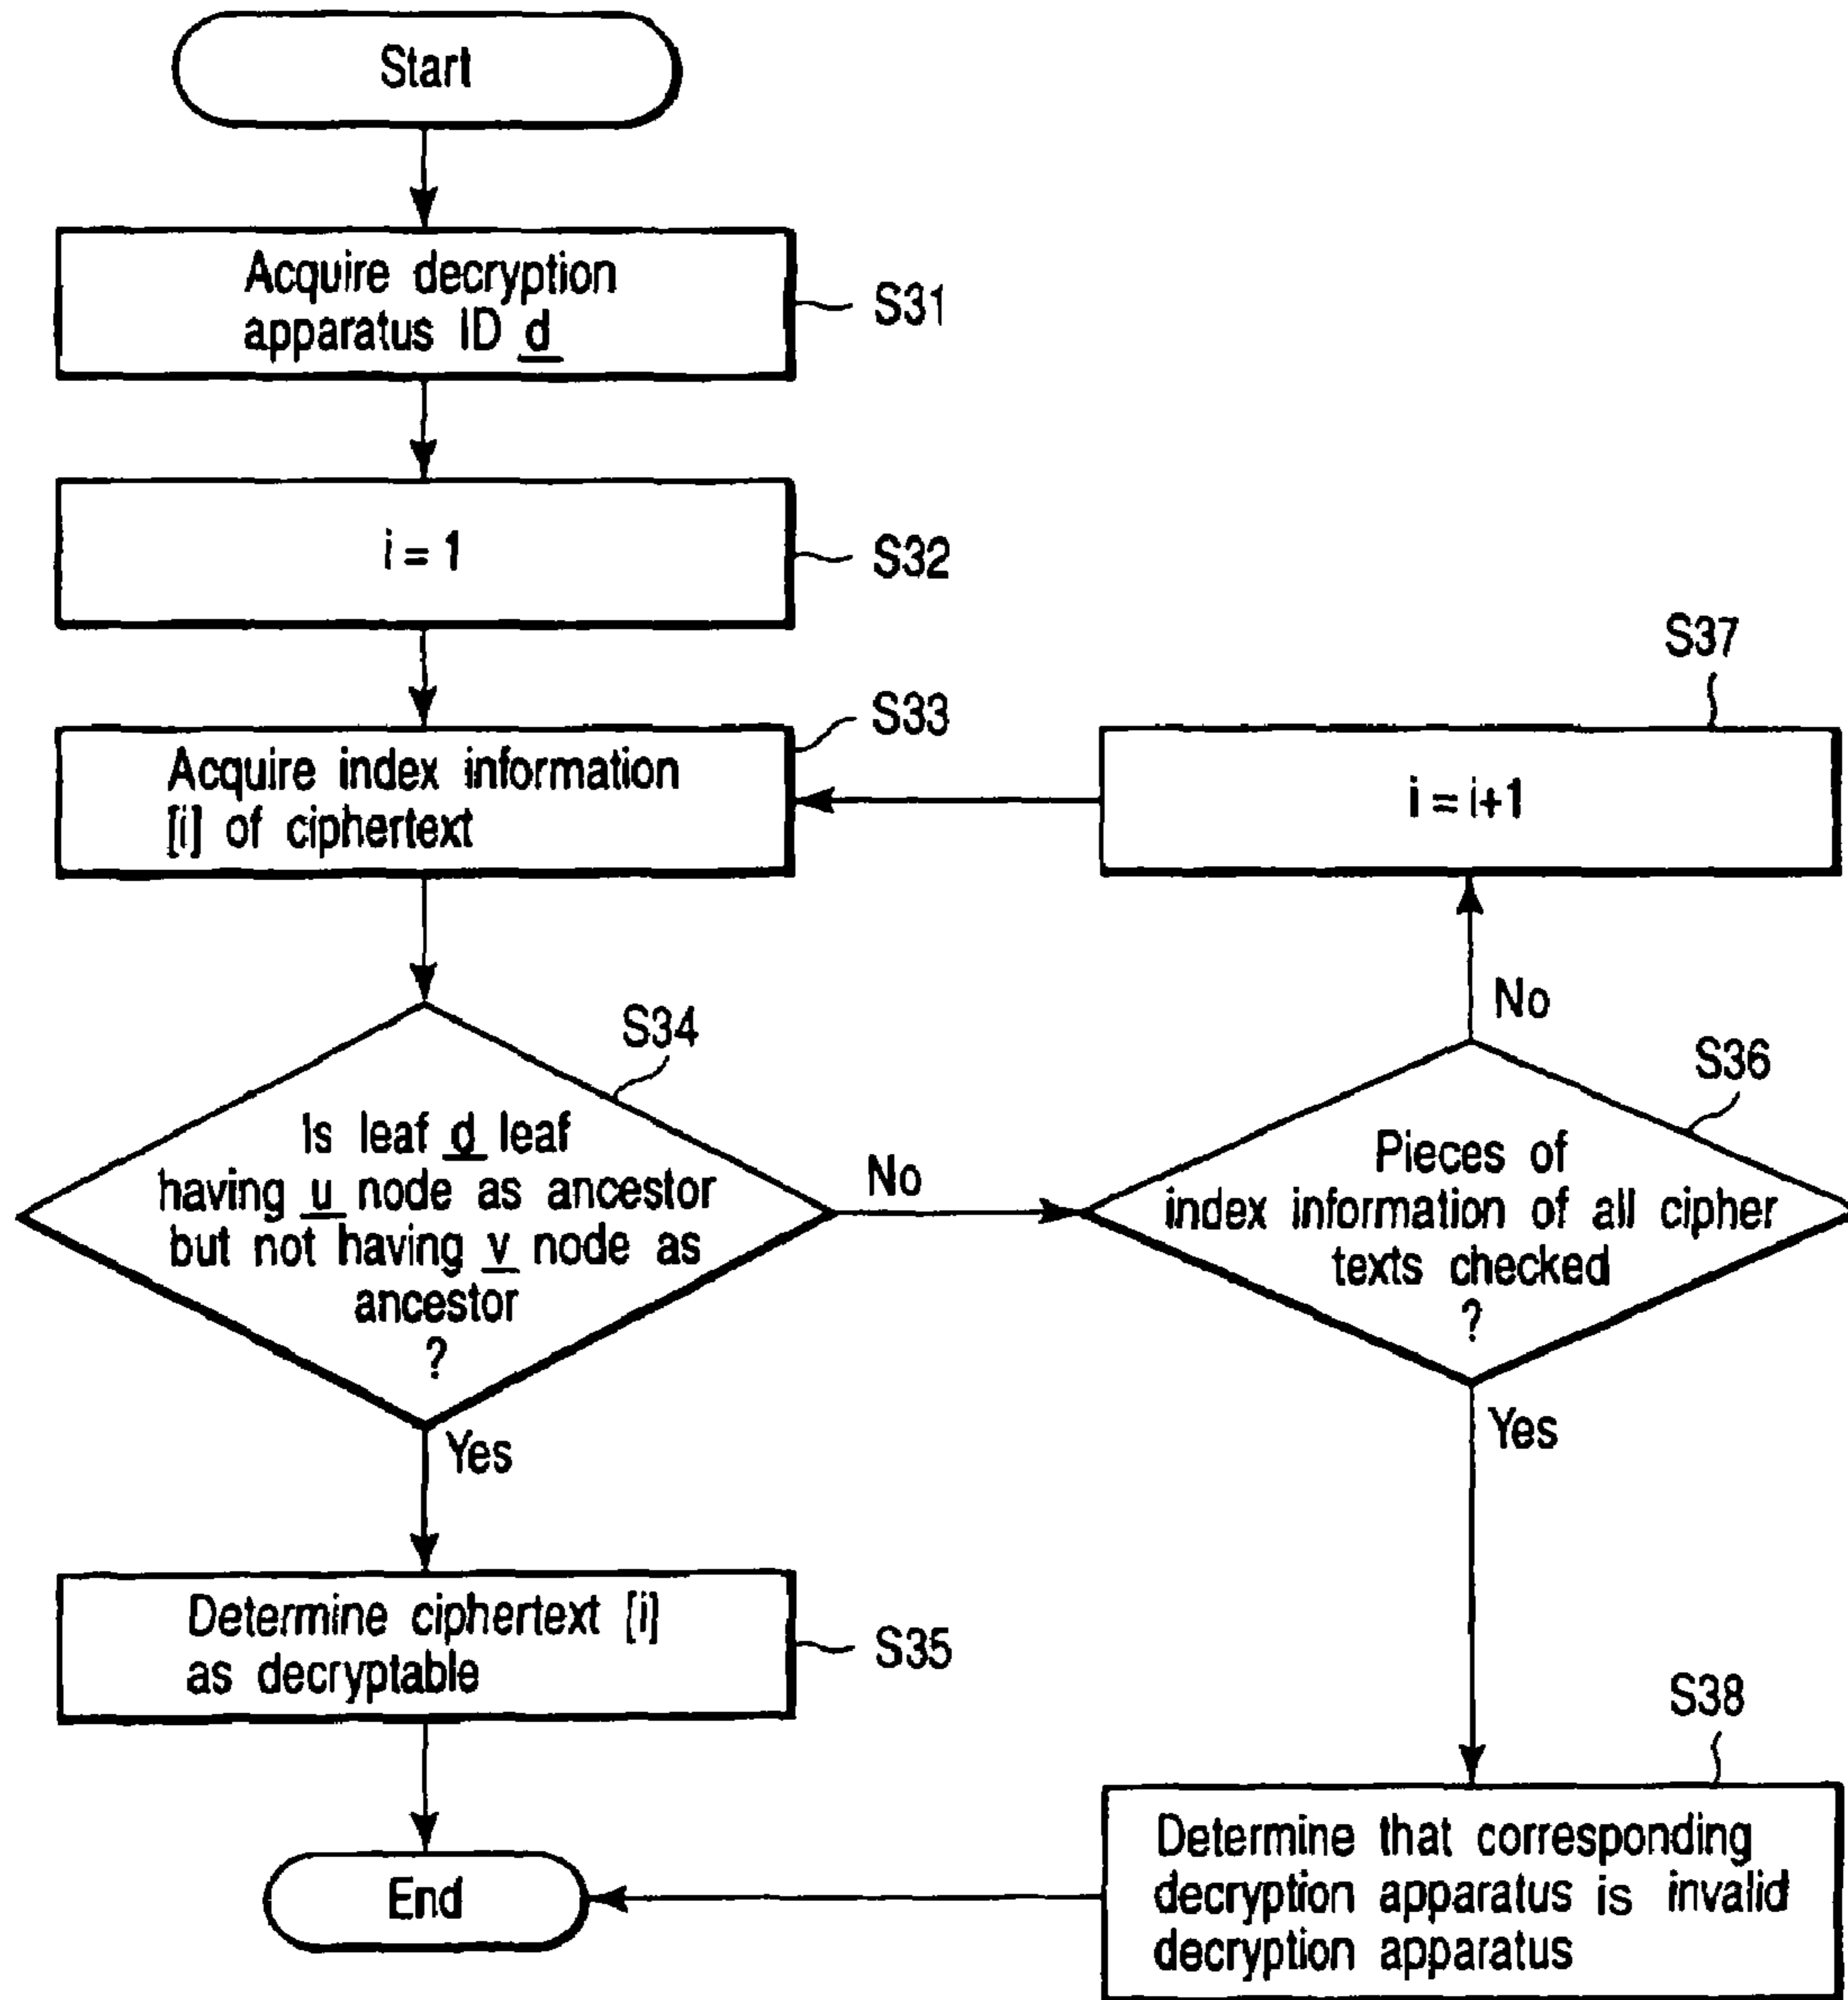 Start
Acquire decryption
apparatus ID d
S31
i = 1
S32
S37
S33
Acquire index information
[i] of ciphertext
i = i+1
S34
No
S36
Is leaf d leaf
having u node as ancestor
but not having v node as
ancestor
?
No
Pieces of
index information of all cipher
texts checked
?
Yes
Yes
Determine ciphertext [i]
as decryptable
S35
S38
Determine that corresponding
decryption apparatus is invalid
decryption apparatus
End